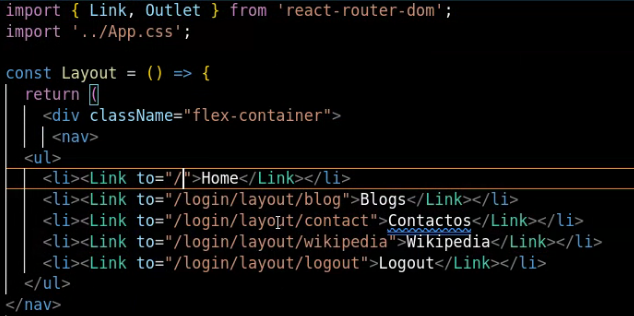 import { Link, Outlet } from 'react-router-dom';
import '../App.css';
const Layout = () => {
return (
<div className="flex-container">
<nav>
<ul>
<li><Link to="/">Home</Link></li>
<li><Link to="/login/layout/blog">Blogs</Link></li>
<li><Link to="/login/layout/contact">Contactos</Link></li>
<li><Link to="/login/layout/wikipedia">Wikipedia</Link></li>
<li><Link to="/login/layout/logout">Logout</Link></li>
</ul>
</nav>